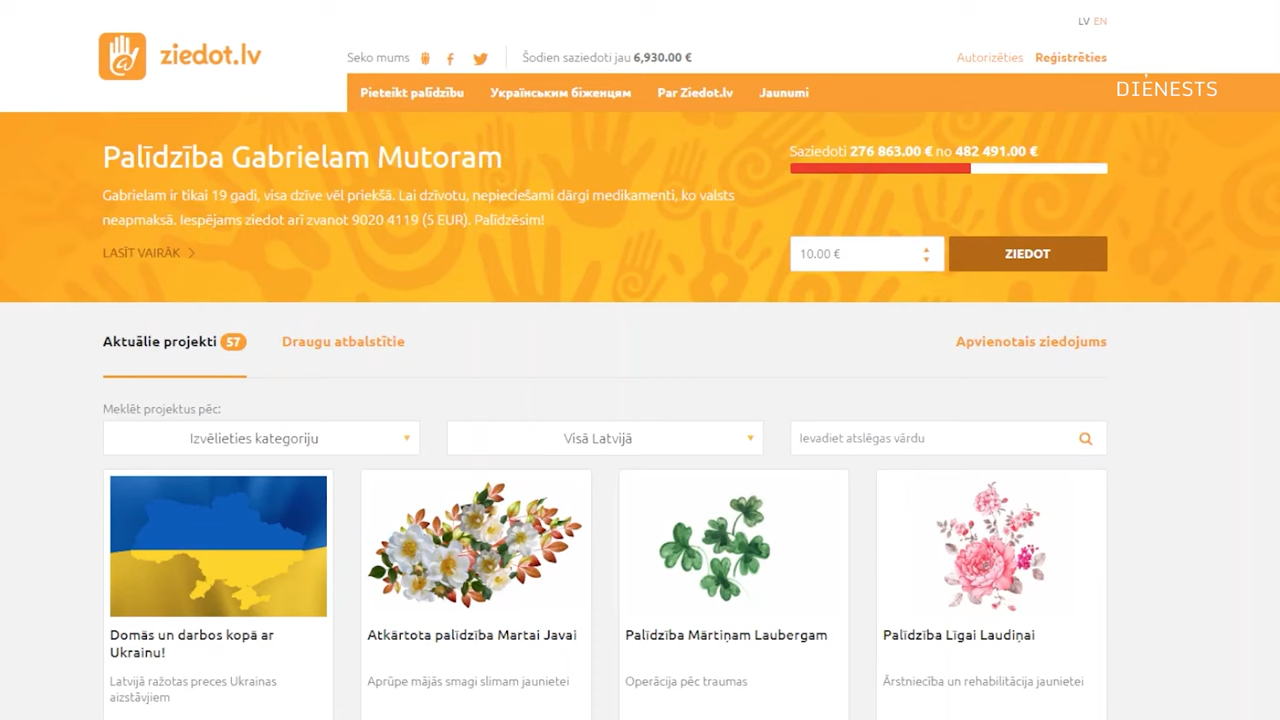 LV EN
ziedot.lv
Seko mums
Šodien saziedoti jau 6,930.00 €
Autorizēties Reģistrēties
Pieteikt palīdzību Українським біженцям Par Ziedot.lv Jaunumi
DIENESTS
Palīdzība Gabrielam Mutoram
Saziedoti 276 863.00 € no 482 491.00 €
Gabrielam ir tikai 19 gadi, visa dzīve vēl priekšā. Lai dzīvotu, nepieciešami dārgi medikamenti, ko valsts
neapmaksā. Iespējams ziedot arī zvanot 9020 4119 (5 EUR). Palīdzēsim!
LASĪT VAIRĀK
10.00 €
ZIEDOT
Aktuālie projekti 57
Draugu atbalstītie
Apvienotais ziedojums
Meklēt projektus pēc:
Izvēlieties kategoriju
Visā Latvijā
Ievadiet atslēgas vārdu
Domās un darbos kopā ar
Ukrainu!
Latvijā ražotas preces Ukrainas
aizstāvjiem
Atkārtota palīdzība Martai Javai
Aprūpe mājās smagi slimam jaunietei
Palīdzība Mārtiņam Laubergam
Operācija pēc traumas
Palīdzība Līgai Laudiņai
Ārstniecība un rehabilitācija jaunietei